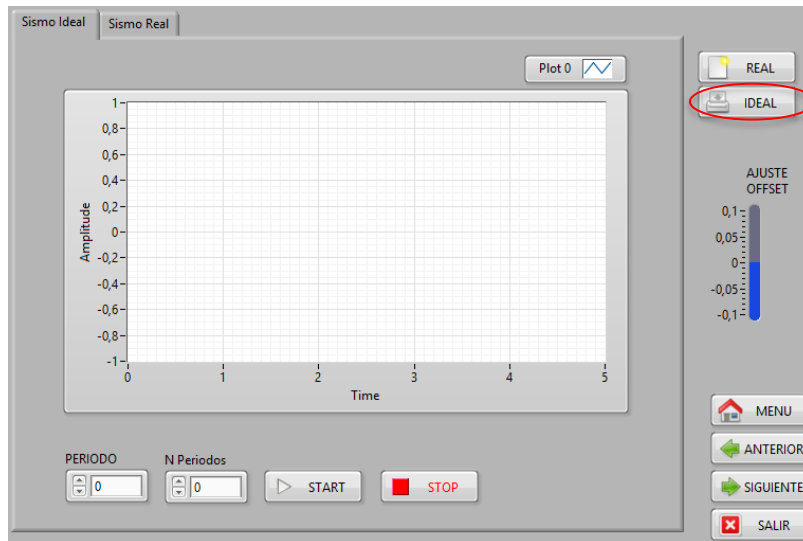 Sismo Ideal
Sismo Real
Plot 0
REAL
IDEAL
1
0,8
0,6
0,4
0,2
0
-0,2
-0,4
-0,6
-0,8
-1
Amplitude
0 1 2 3 4 5
Time
AJUSTE
OFFSET
0,1
0,05
0
-0,05
-0,1
PERIODO
0
N Periodos
0
START
STOP
MENU
ANTERIOR
SIGUIENTE
SALIR